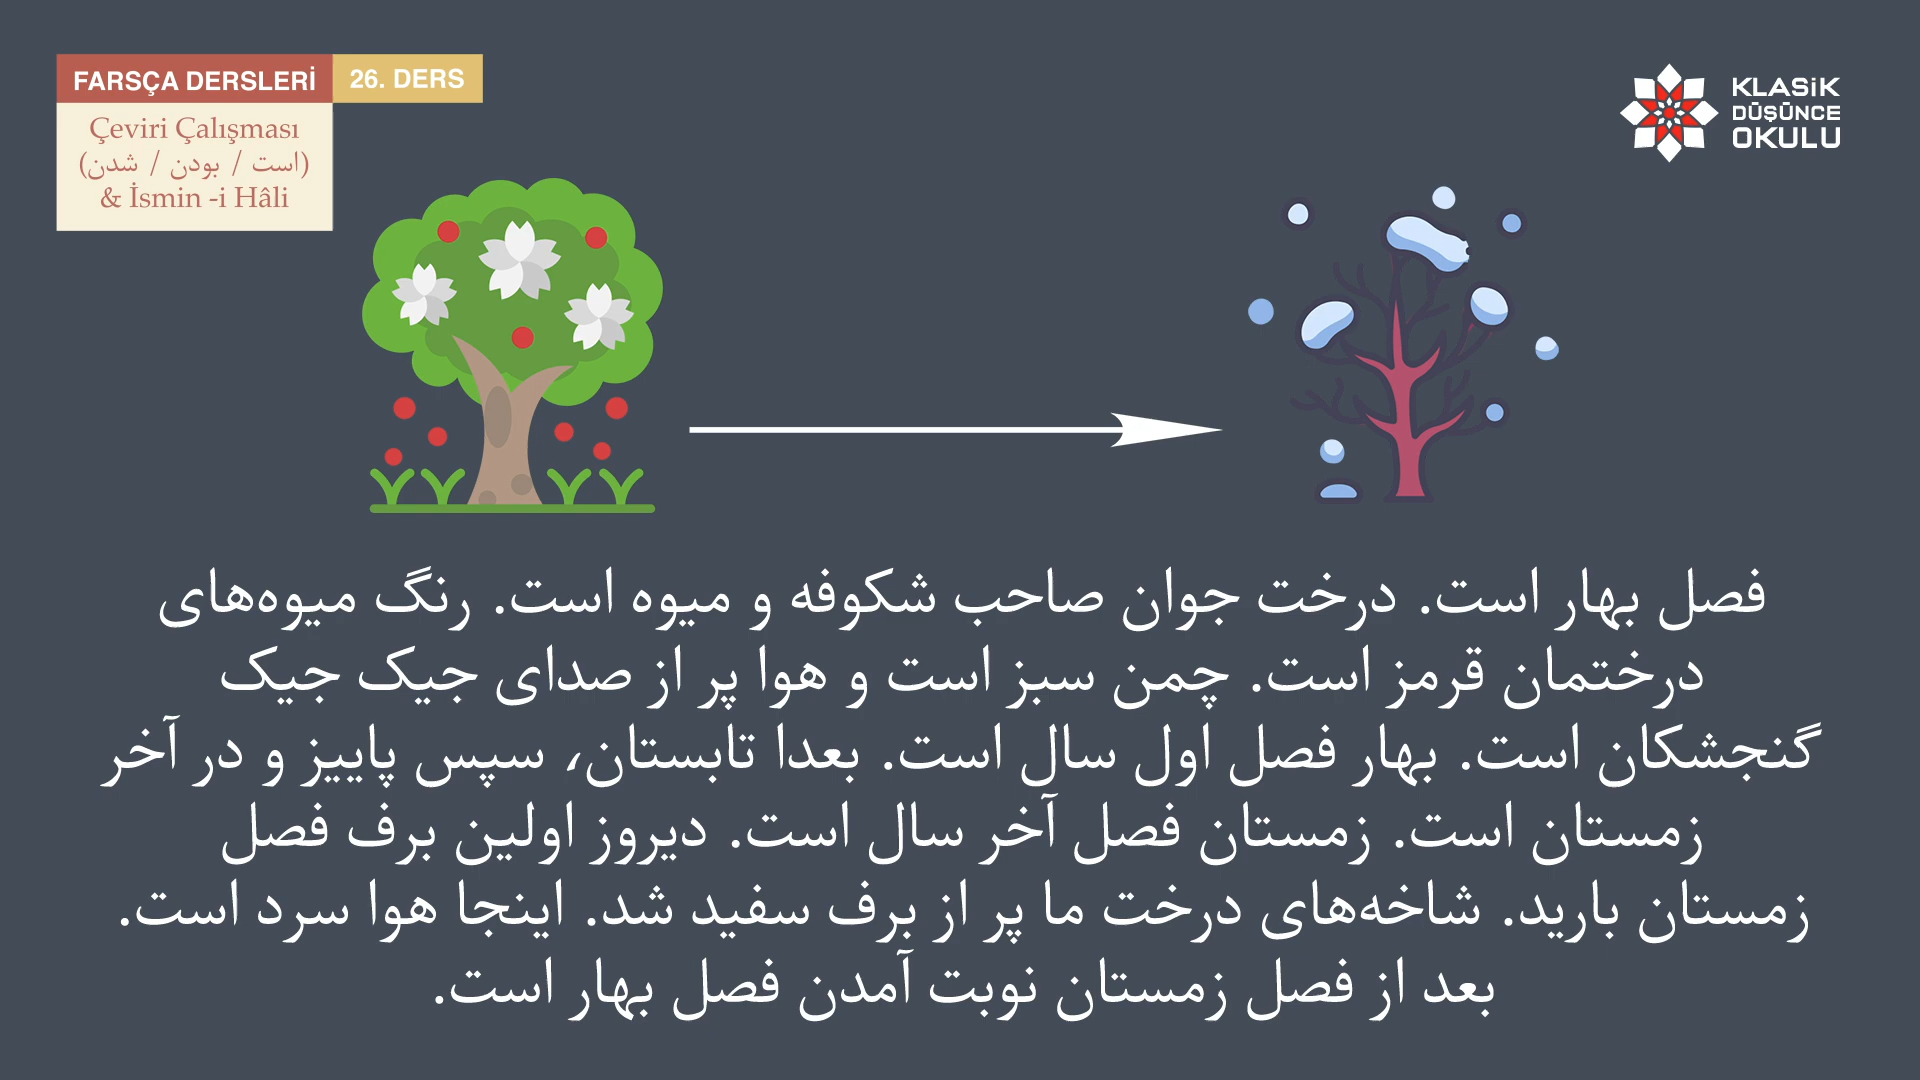 FARSÇA DERSLERİ
26. DERS
Çeviri Çalışması
(است / بودن / شدن)
& İsmin -i Hâli
KLASiK
DÜŞÜNCE
OKULU
فصل بهار است. درخت جوان صاحب شکوفه و میوه است. رنگ میوه‌های
درختمان قرمز است. چمن سبز است و هوا پر از صدای جیک جیک
گنجشکان است. بهار فصل اول سال است. بعدا تابستان، سپس پاییز و در آخر
زمستان است. زمستان فصل آخر سال است. دیروز اولین برف فصل
زمستان بارید. شاخه‌های درخت ما پر از برف سفید شد. اینجا هوا سرد است.
بعد از فصل زمستان نوبت آمدن فصل بهار است.